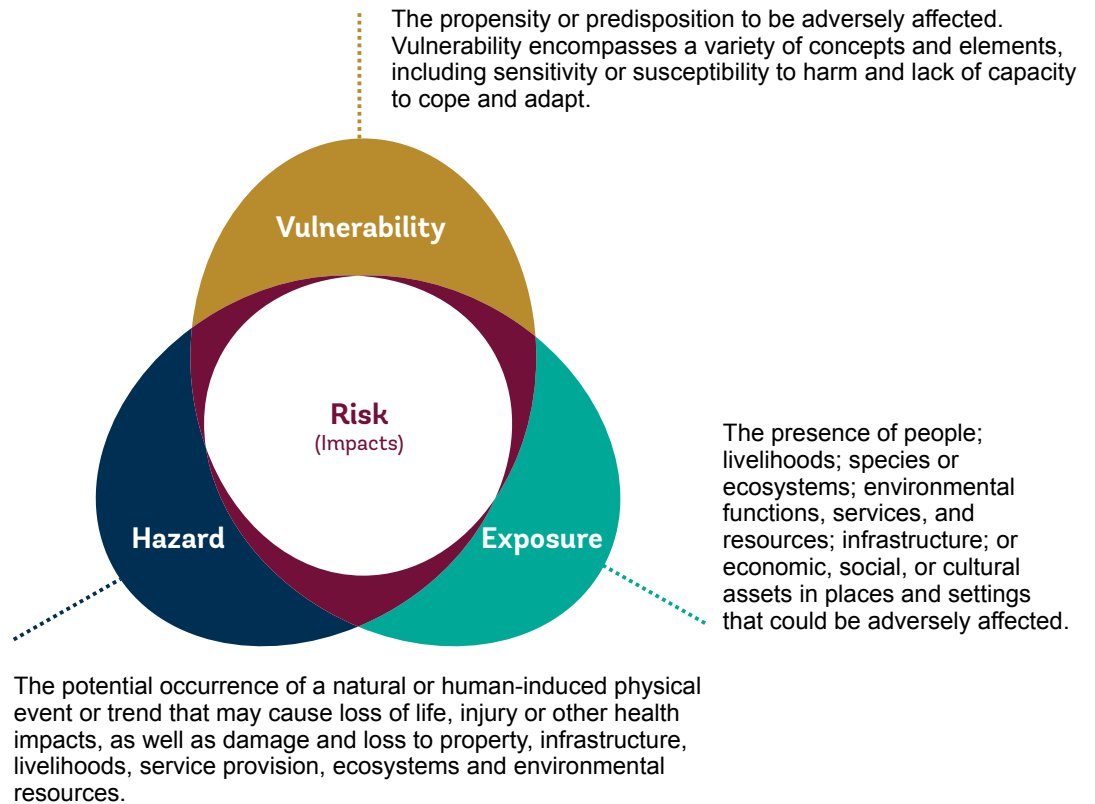 The propensity or predisposition to be adversely affected.
Vulnerability encompasses a variety of concepts and elements,
including sensitivity or susceptibility to harm and lack of capacity
to cope and adapt.
Vulnerability
Risk
(Impacts)
Hazard
Exposure
The presence of people;
livelihoods; species or
ecosystems; environmental
functions, services, and
resources; infrastructure; or
economic, social, or cultural
assets in places and settings
that could be adversely affected.
The potential occurrence of a natural or human-induced physical
event or trend that may cause loss of life, injury or other health
impacts, as well as damage and loss to property, infrastructure,
livelihoods, service provision, ecosystems and environmental
resources.